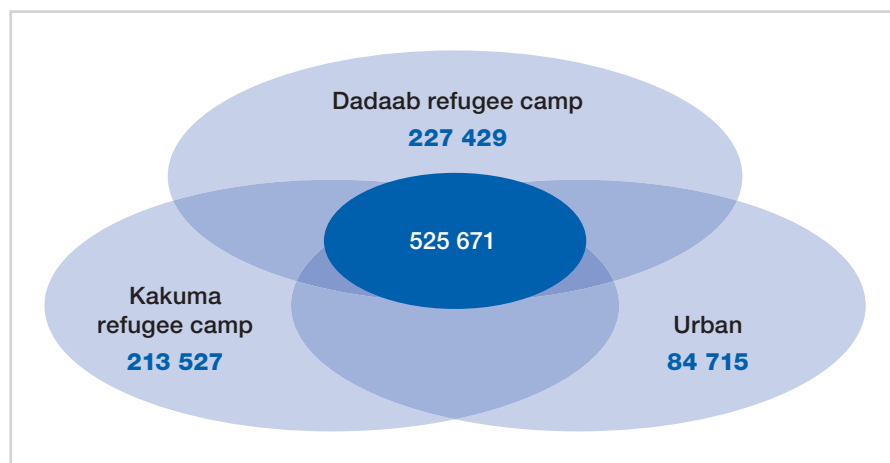 Dadaab refugee camp
227 429
525 671
Kakuma
refugee camp
213 527
Urban
84 715